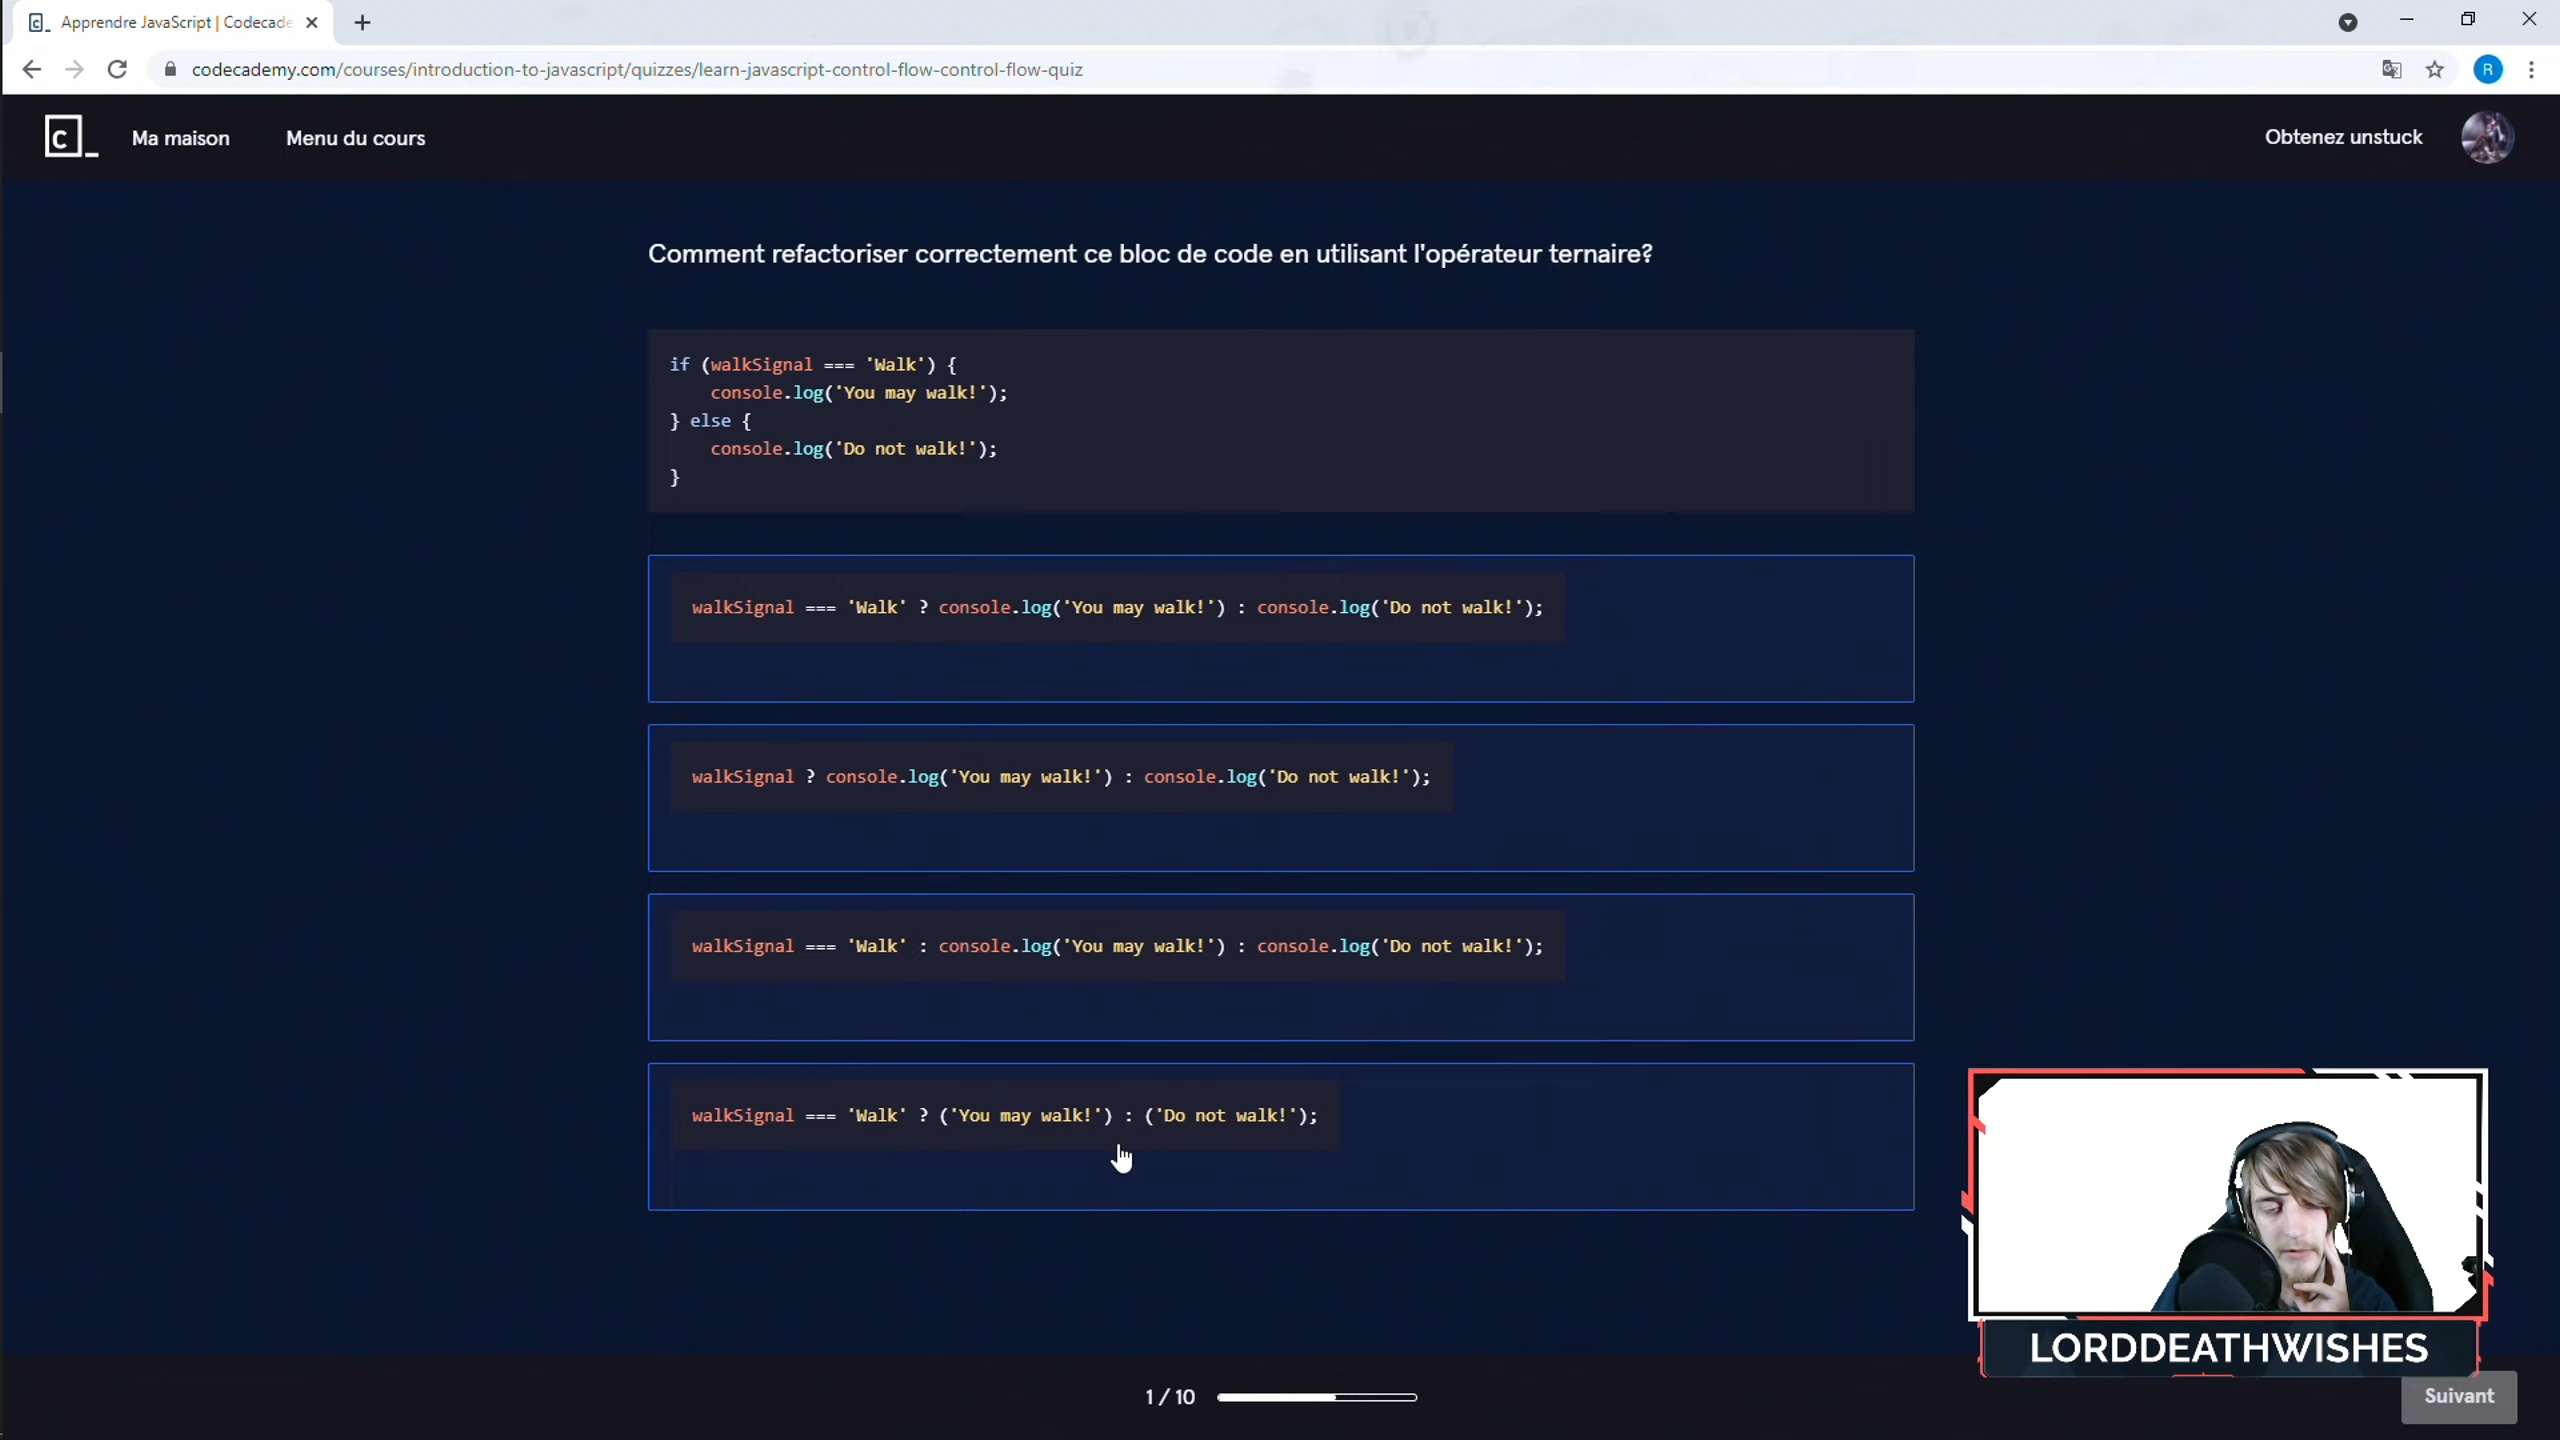 Apprendre JavaScript | Codecade
codecademy.com/courses/introduction-to-javascript/quizzes/learn-javascript-control-flow-control-flow-quiz
R
c_
Ma maison
Menu du cours
Obtenez unstuck
Comment refactoriser correctement ce bloc de code en utilisant l'opérateur ternaire?
if (walkSignal === 'Walk') {
    console.log('You may walk!');
} else {
    console.log('Do not walk!');
}
walkSignal === 'Walk' ? console.log('You may walk!') : console.log('Do not walk!');
walkSignal ? console.log('You may walk!') : console.log('Do not walk!');
walkSignal === 'Walk' : console.log('You may walk!') : console.log('Do not walk!');
walkSignal === 'Walk' ? ('You may walk!') : ('Do not walk!');
LORDDEATHWISHES
1 / 10
Suivant